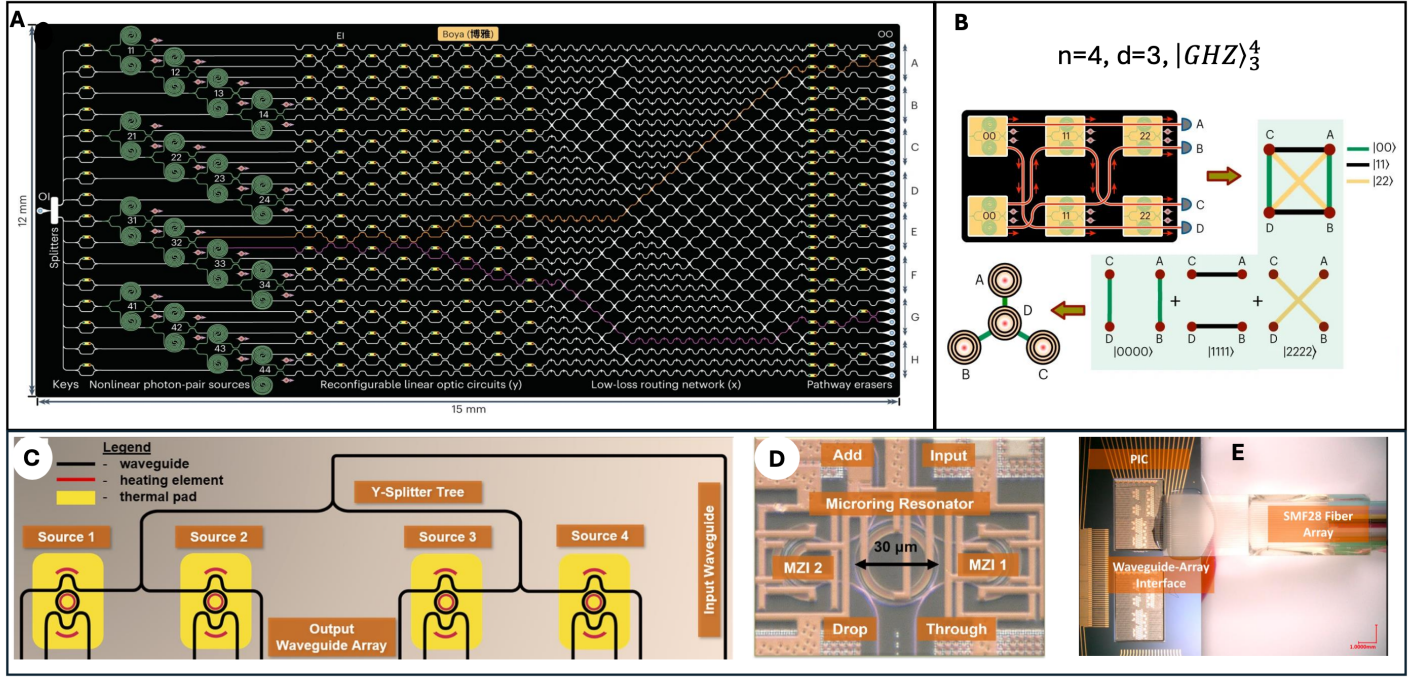 A
EI
Boya (博雅)
OO
11
12
13
14
21
22
23
24
31
32
33
34
41
42
43
44
A
B
C
D
E
F
G
H
12 mm
OI
Splitters
Keys
Nonlinear photon-pair sources
Reconfigurable linear optic circuits (y)
Low-loss routing network (x)
Pathway erasers
15 mm
B
n=4, d=3, |GHZ⟩₃⁴
00
11
22
A
B
00
11
22
C
D
C
A
D
B
|00⟩
|11⟩
|22⟩
A
D
B
C
C
A
C
A
C
A
+
+
D
B
D
B
D
B
|0000⟩
|1111⟩
|2222⟩
C
Legend
- waveguide
- heating element
- thermal pad
Y-Splitter Tree
Source 1
Source 2
Source 3
Source 4
Input Waveguide
Output
Waveguide Array
D
Add
Input
Microring Resonator
30 μm
MZI 2
MZI 1
Drop
Through
E
PIC
SMF28 Fiber
Array
Waveguide-Array
Interface
1.0000mm